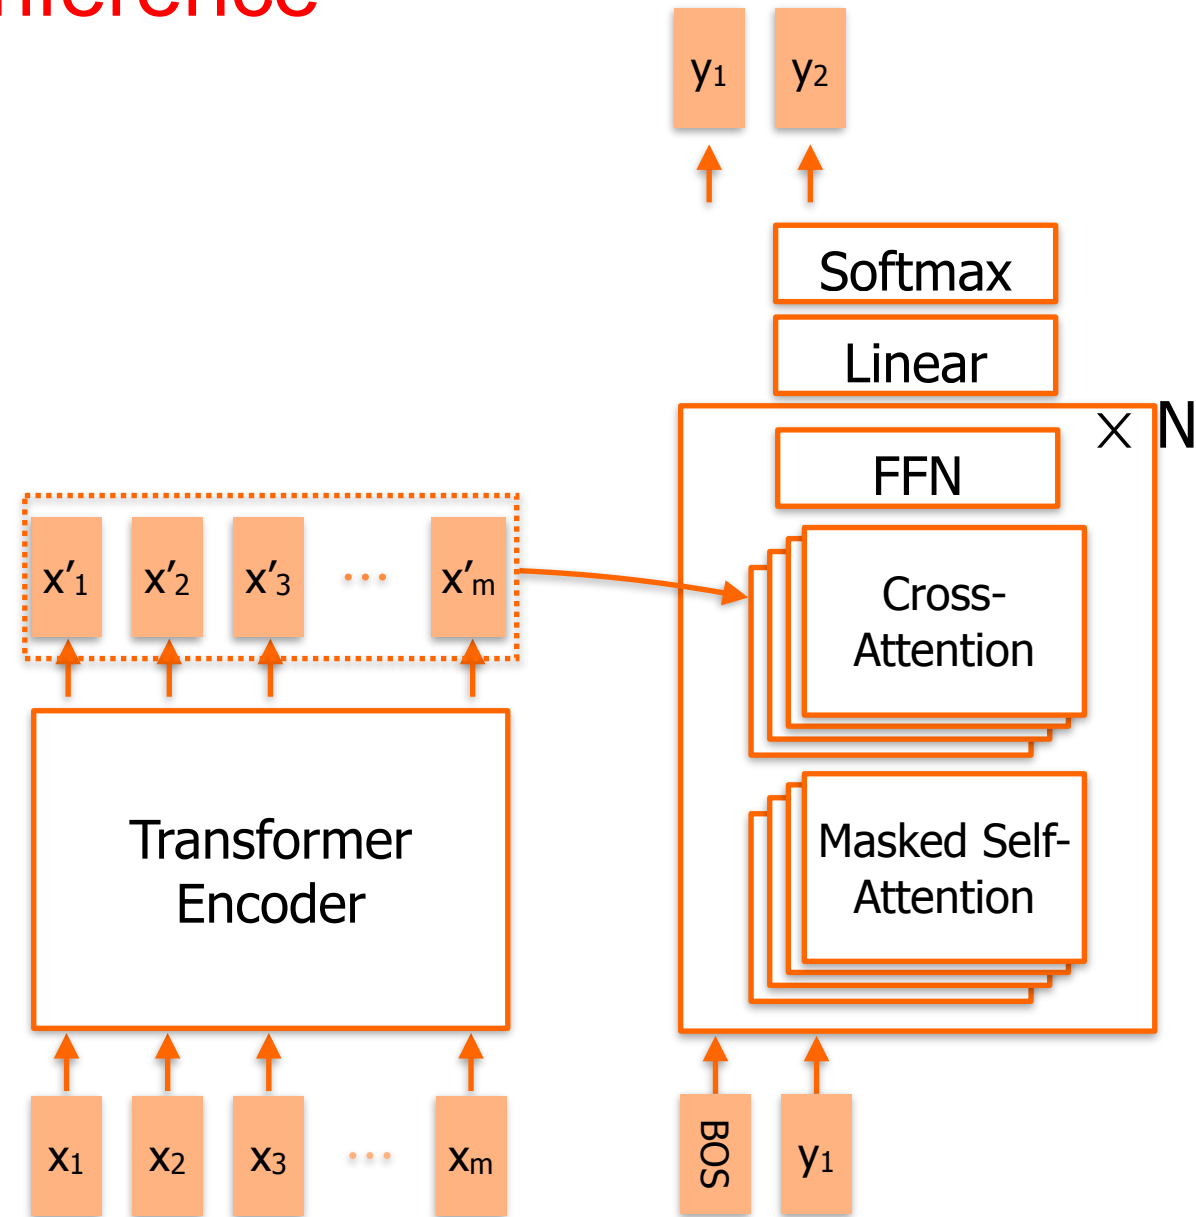 nference
y1 y2
Softmax
Linear
× N
FFN
x′1 x′2 x′3 ... x′m
Cross-
Attention
Transformer
Encoder
Masked Self-
Attention
x1 x2 x3 ... xm
BOS y1